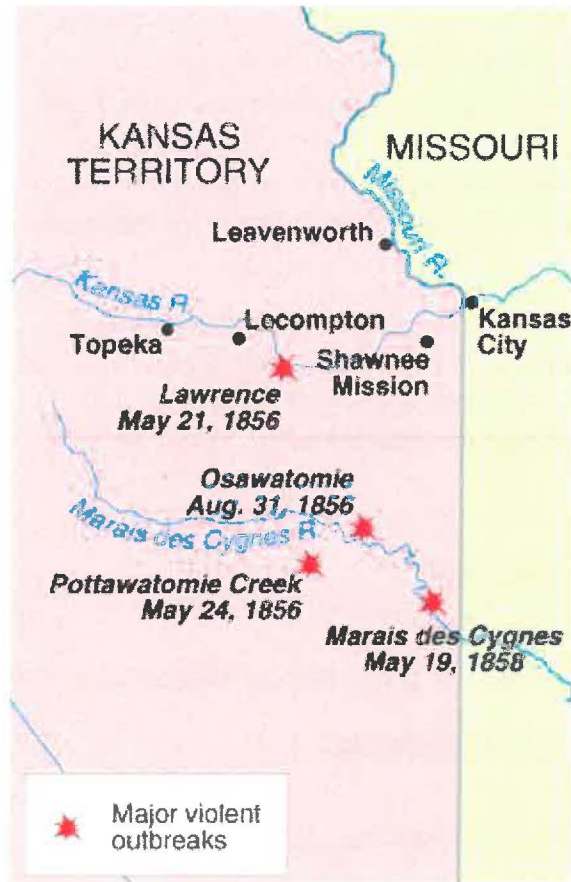 KANSAS
TERRITORY
MISSOURI
Missouri R.
Leavenworth
Kansas R.
Topeka
Lecompton
Kansas
City
Shawnee
Mission
Lawrence
May 21, 1856
Osawatomie
Aug. 31, 1856
Marais des Cygnes R.
Pottawatomie Creek
May 24, 1856
Marais des Cygnes
May 19, 1858
Major violent
outbreaks